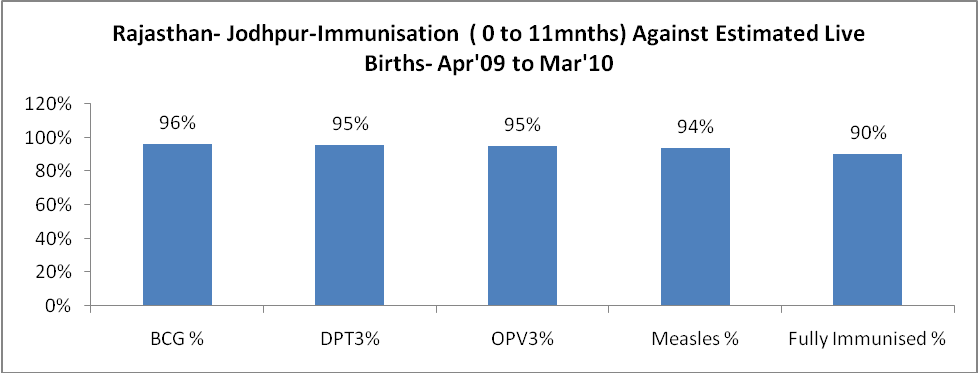 Rajasthan- Jodhpur-Immunisation ( 0 to 11mnths) Against Estimated Live
Births- Apr'09 to Mar'10
120%
100%
80%
60%
40%
20%
0%
96%
95%
95%
94%
90%
BCG %
DPT3%
OPV3%
Measles %
Fully Immunised %